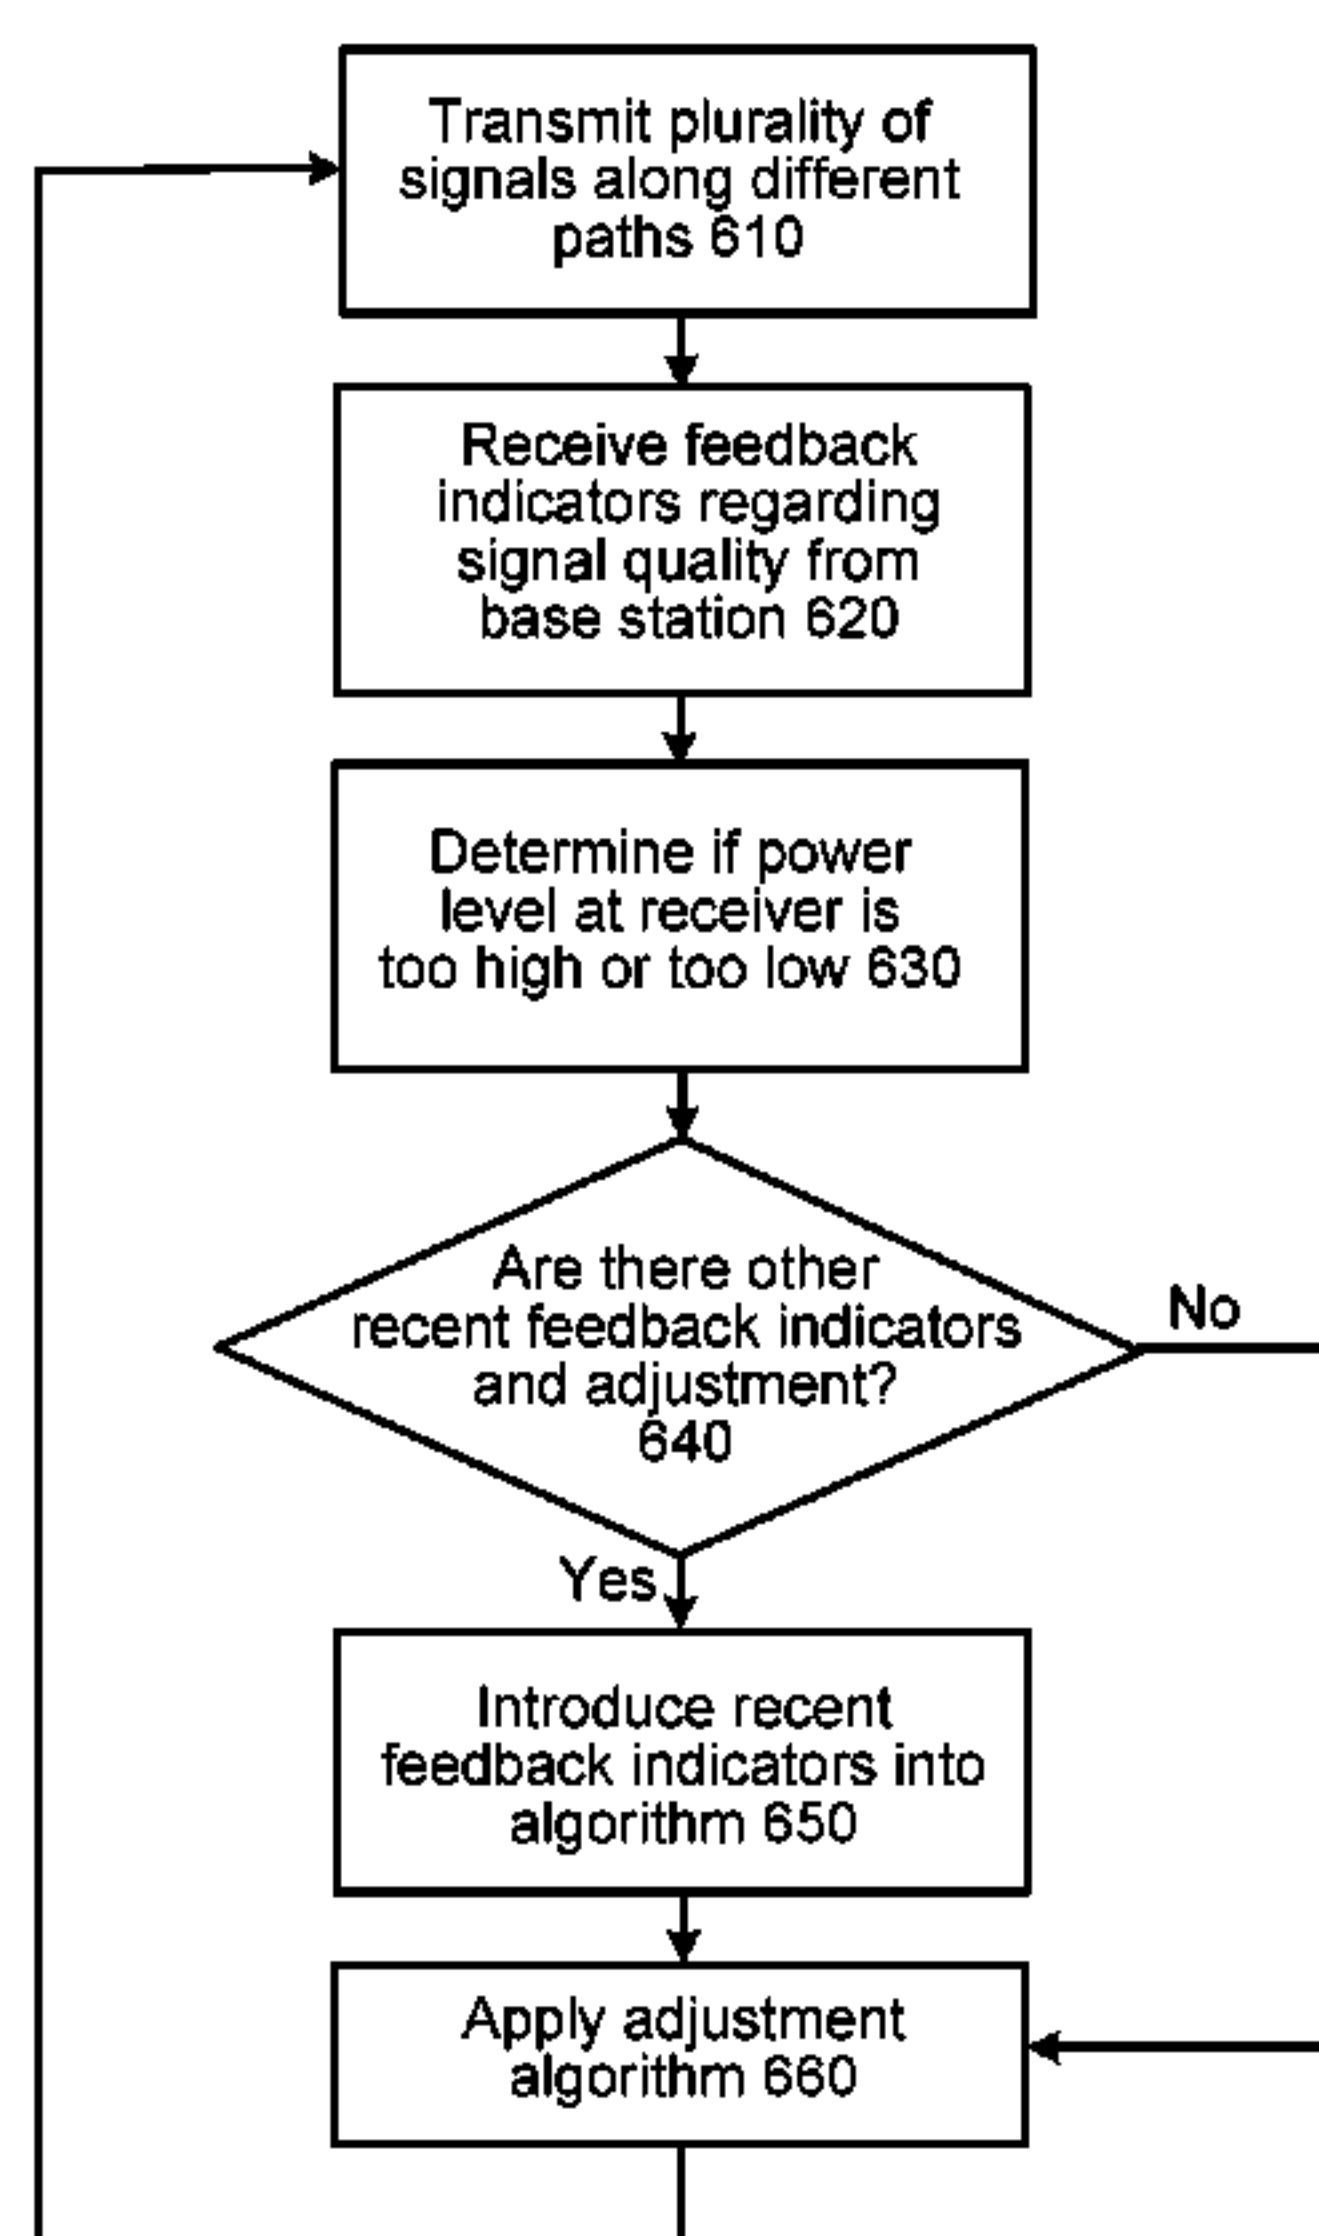 Transmit plurality of
signals along different
paths 610
Receive feedback
indicators regarding
signal quality from
base station 620
Determine if power
level at receiver is
too high or too low 630
Are there other
recent feedback indicators
and adjustment?
640
No
Yes
Introduce recent
feedback indicators into
algorithm 650
Apply adjustment
algorithm 660